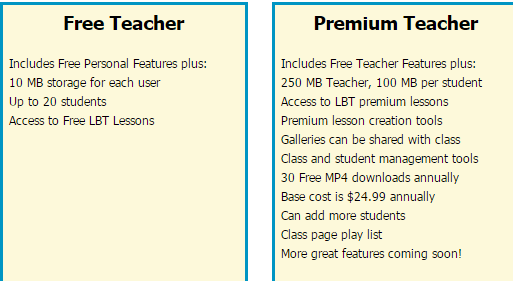 Free Teacher
Includes Free Personal Features plus:
10 MB storage for each user
Up to 20 students
Access to Free LBT Lessons
Premium Teacher
Includes Free Teacher Features plus:
250 MB Teacher, 100 MB per student
Access to LBT premium lessons
Premium lesson creation tools
Galleries can be shared with class
Class and student management tools
30 Free MP4 downloads annually
Base cost is $24.99 annually
Can add more students
Class page play list
More great features coming soon!